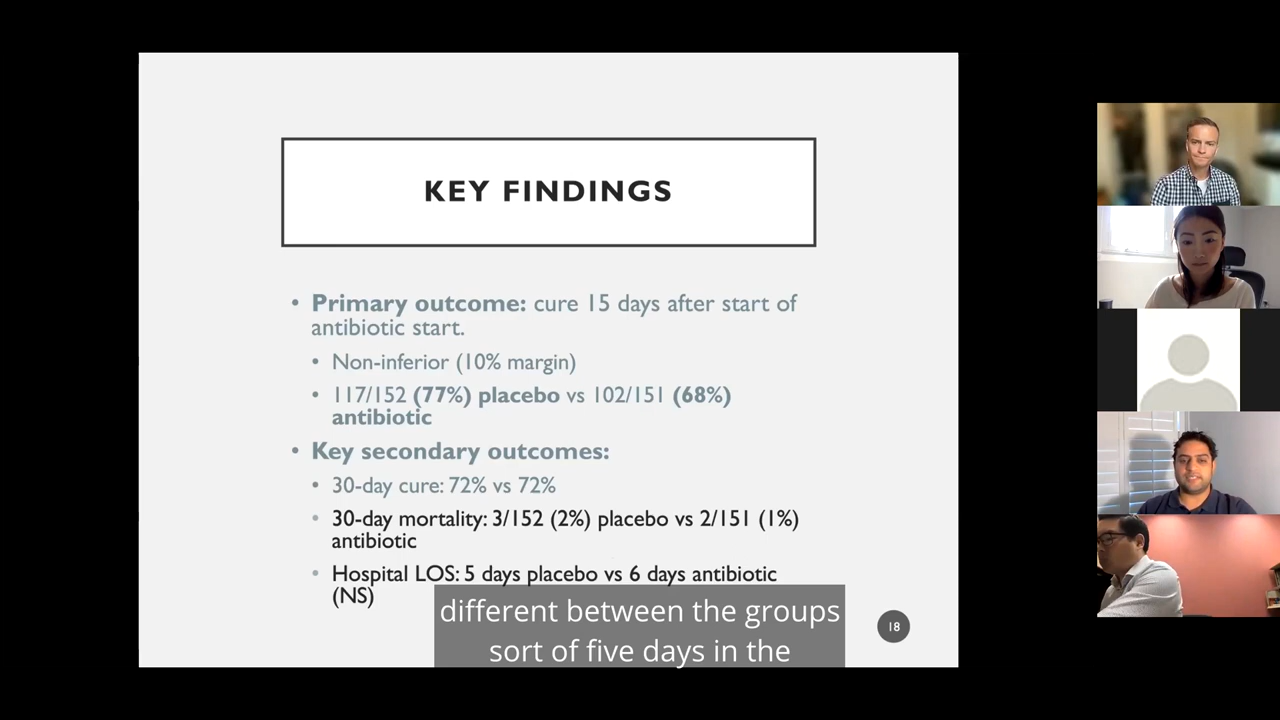 KEY FINDINGS
• Primary outcome: cure 15 days after start of
antibiotic start.
• Non-inferior (10% margin)
• 117/152 (77%) placebo vs 102/151 (68%)
antibiotic
• Key secondary outcomes:
• 30-day cure: 72% vs 72%
• 30-day mortality: 3/152 (2%) placebo vs 2/151 (1%)
antibiotic
• Hospital LOS: 5 days placebo vs 6 days antibiotic
(NS)
different between the groups
sort of five days in the
18